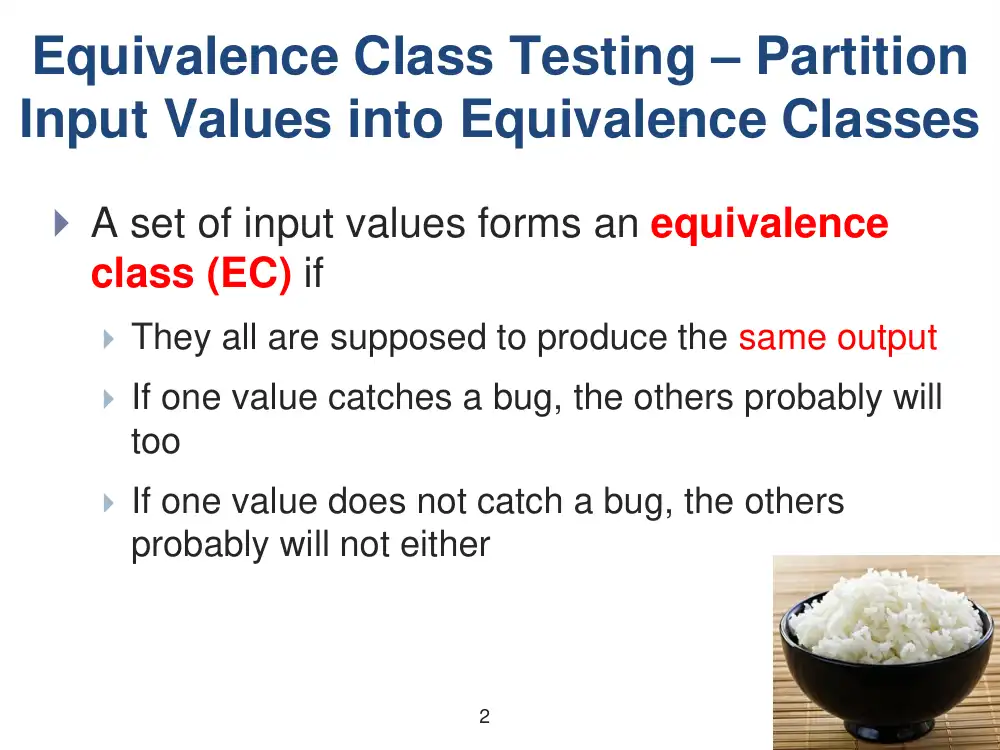 Equivalence Class Testing – Partition
Input Values into Equivalence Classes
A set of input values forms an equivalence
class (EC) if
They all are supposed to produce the same output
If one value catches a bug, the others probably will
too
If one value does not catch a bug, the others
probably will not either
2